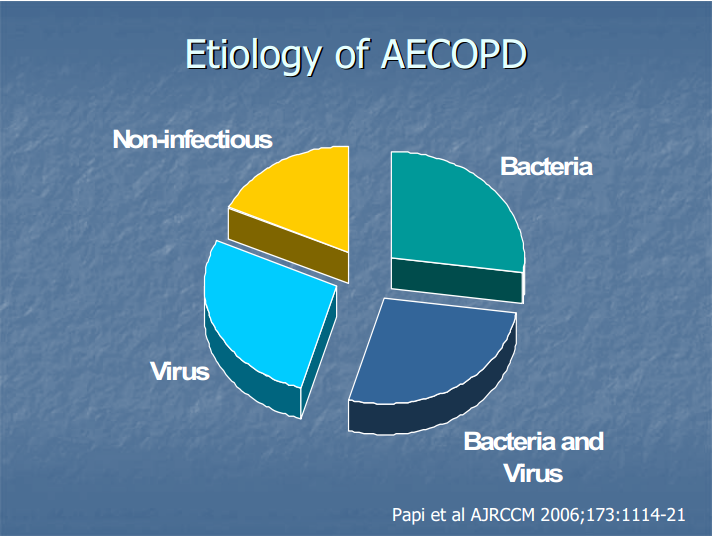 Etiology of AECOPD
Non-infectious
Bacteria
Virus
Bacteria and
Virus
Papi et al AJRCCM 2006;173:1114-21